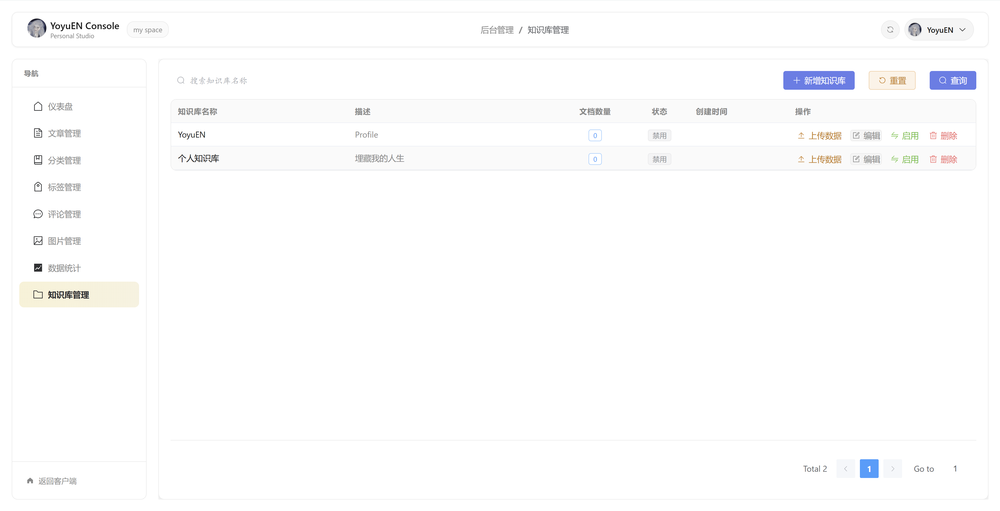 YoyuEN Console
Personal Studio
my space
后台管理 / 知识库管理
YoyuEN
导航
仪表盘
文章管理
分类管理
标签管理
评论管理
图片管理
数据统计
知识库管理
返回客户端
搜索知识库名称
新增知识库 重置 查询
知识库名称 描述 文档数量 状态 创建时间 操作
YoyuEN Profile 0 禁用 上传数据 编辑 启用 删除
个人知识库 埋藏我的人生 0 禁用 上传数据 编辑 启用 删除
Total 2 1 Go to 1